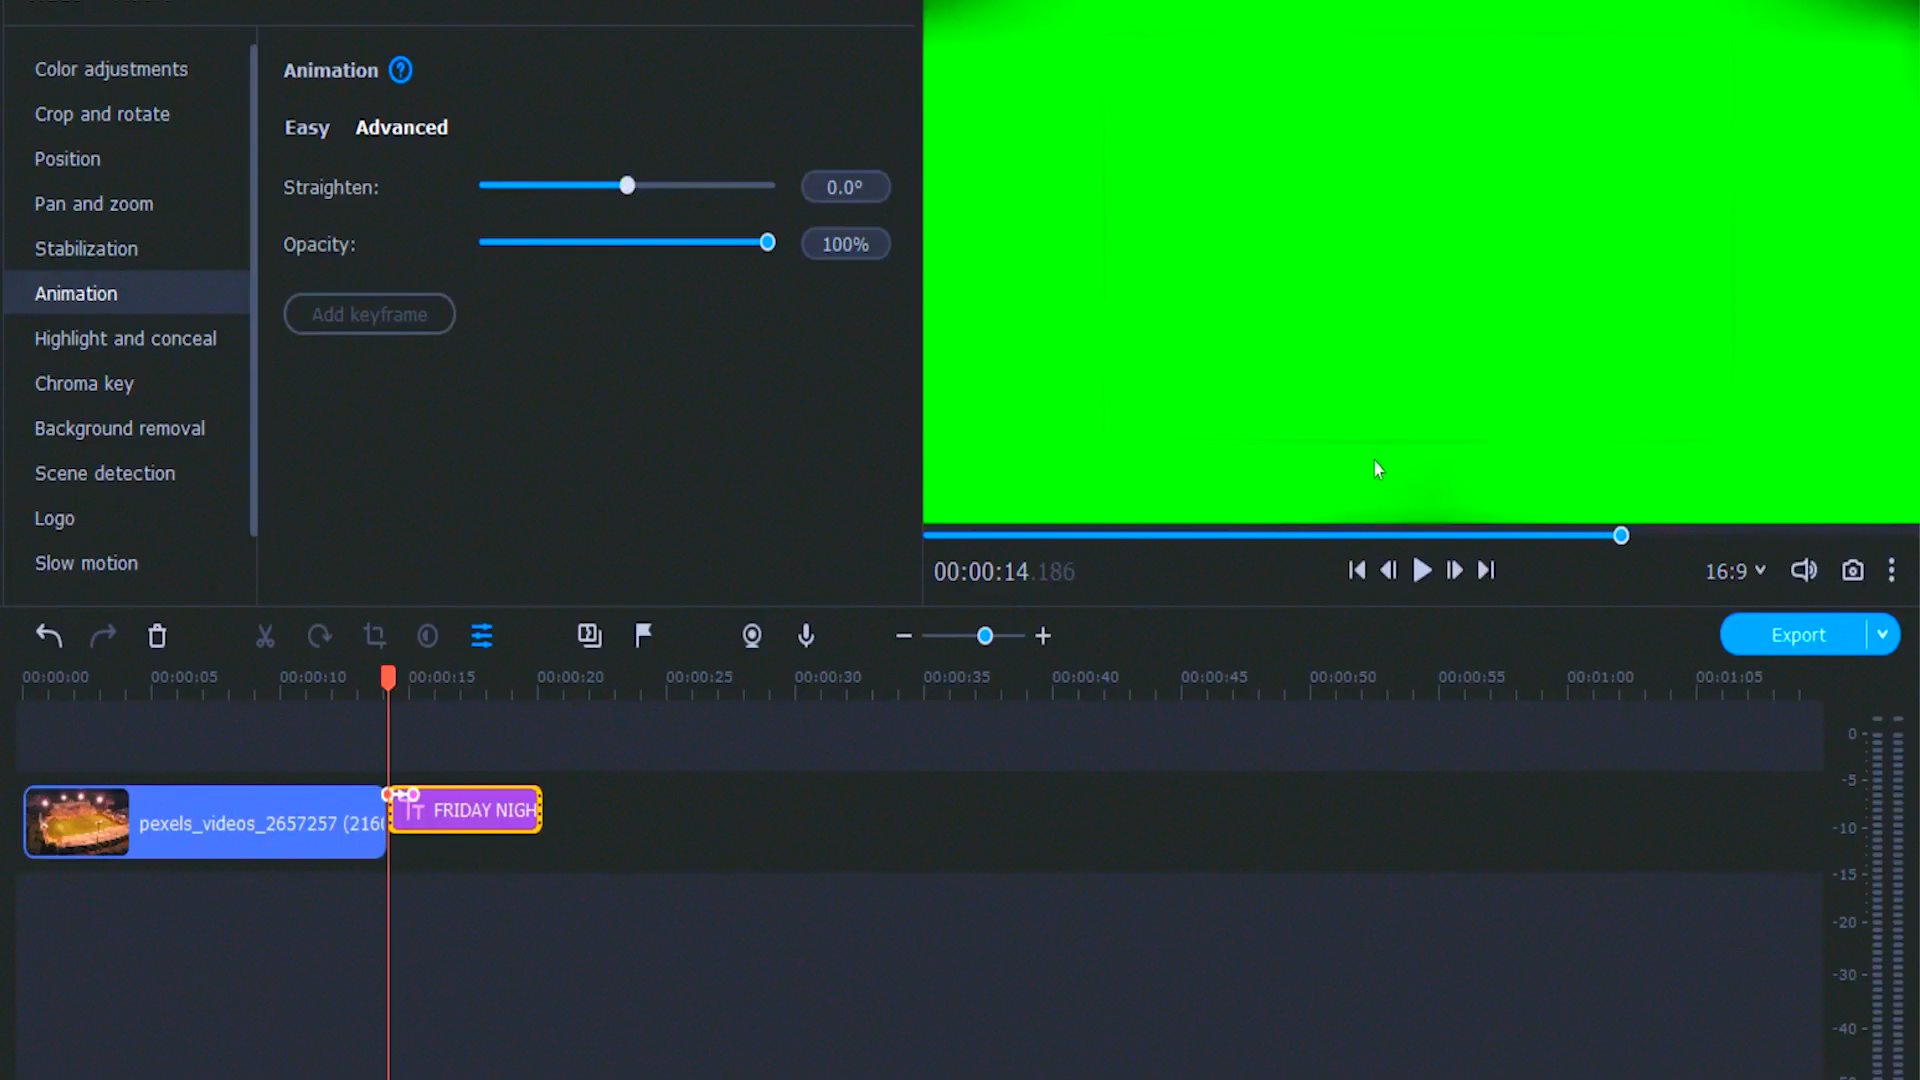 Color adjustments
Crop and rotate
Position
Pan and zoom
Stabilization
Animation
Highlight and conceal
Chroma key
Background removal
Scene detection
Logo
Slow motion
Animation ?
Easy Advanced
Straighten: 0.0°
Opacity: 100%
Add keyframe
00:00:14.186
16:9
Export
00:00:00 00:00:05 00:00:10 00:00:15 00:00:20 00:00:25 00:00:30 00:00:35 00:00:40 00:00:45 00:00:50 00:00:55 00:01:00 00:01:05
pexels_videos_2657257 (216
FRIDAY NIGH
0
-5
-10
-15
-20
-30
-40